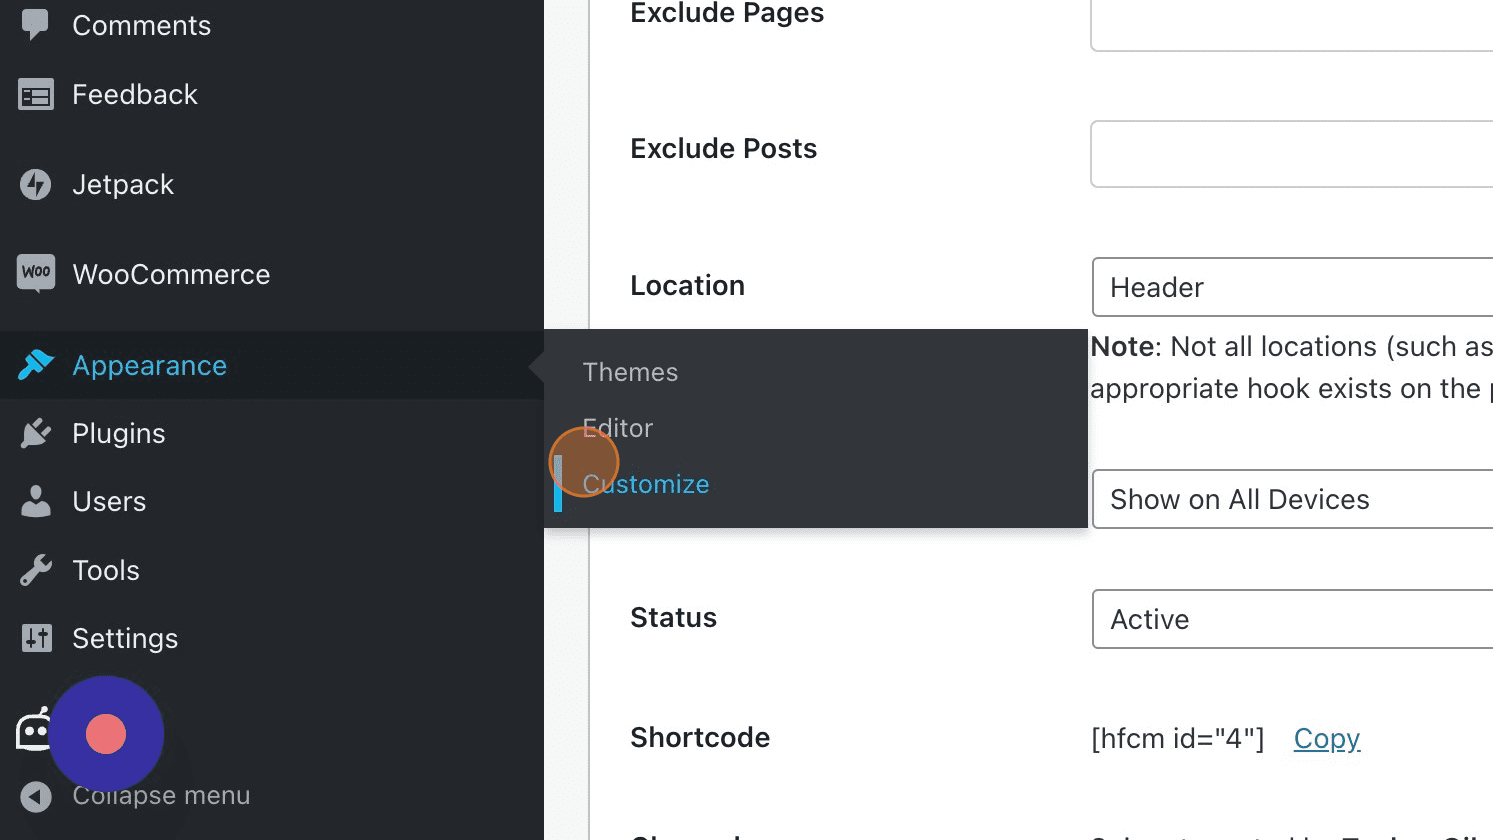 Comments
Feedback
Jetpack
Woo
WooCommerce
Appearance
Plugins
Users
Tools
Settings
Collapse menu
Themes
Editor
Customize
Exclude Pages
Exclude Posts
Location
Header
Note: Not all locations (such as
appropriate hook exists on the
Show on All Devices
Status
Active
Shortcode
[hfcm id="4"] Copy